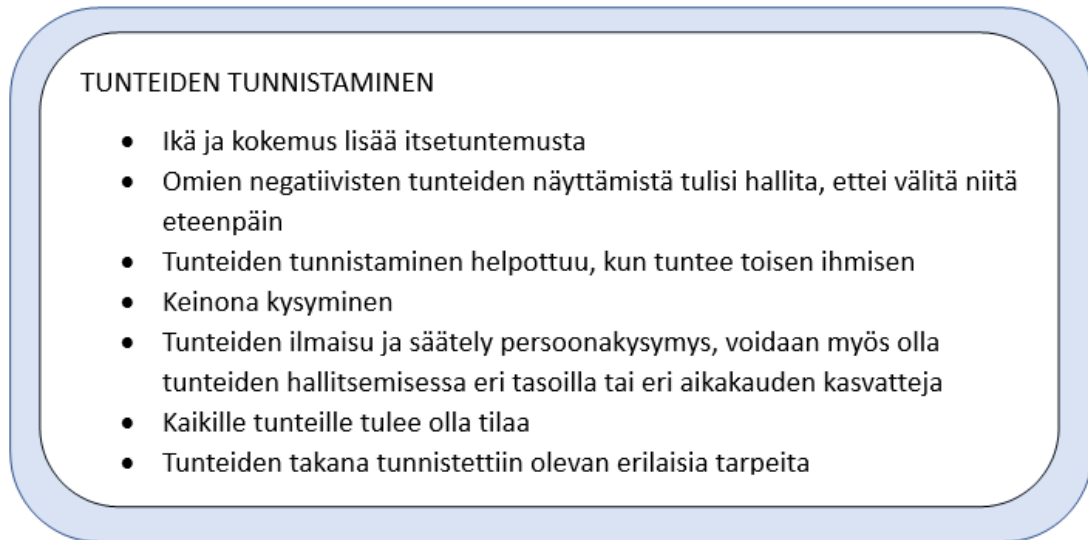 TUNTEIDEN TUNNISTAMINEN
• Ikä ja kokemus lisää itsetuntemusta
• Omien negatiivisten tunteiden näyttämistä tulisi hallita, ettei välitä niitä
eteenpäin
• Tunteiden tunnistaminen helpottuu, kun tuntee toisen ihmisen
• Keinona kysyminen
• Tunteiden ilmaisu ja säätely persoonakysymys, voidaan myös olla
tunteiden hallitsemisessa eri tasoilla tai eri aikakauden kasvatteja
• Kaikille tunteille tulee olla tilaa
• Tunteiden takana tunnistettiin olevan erilaisia tarpeita